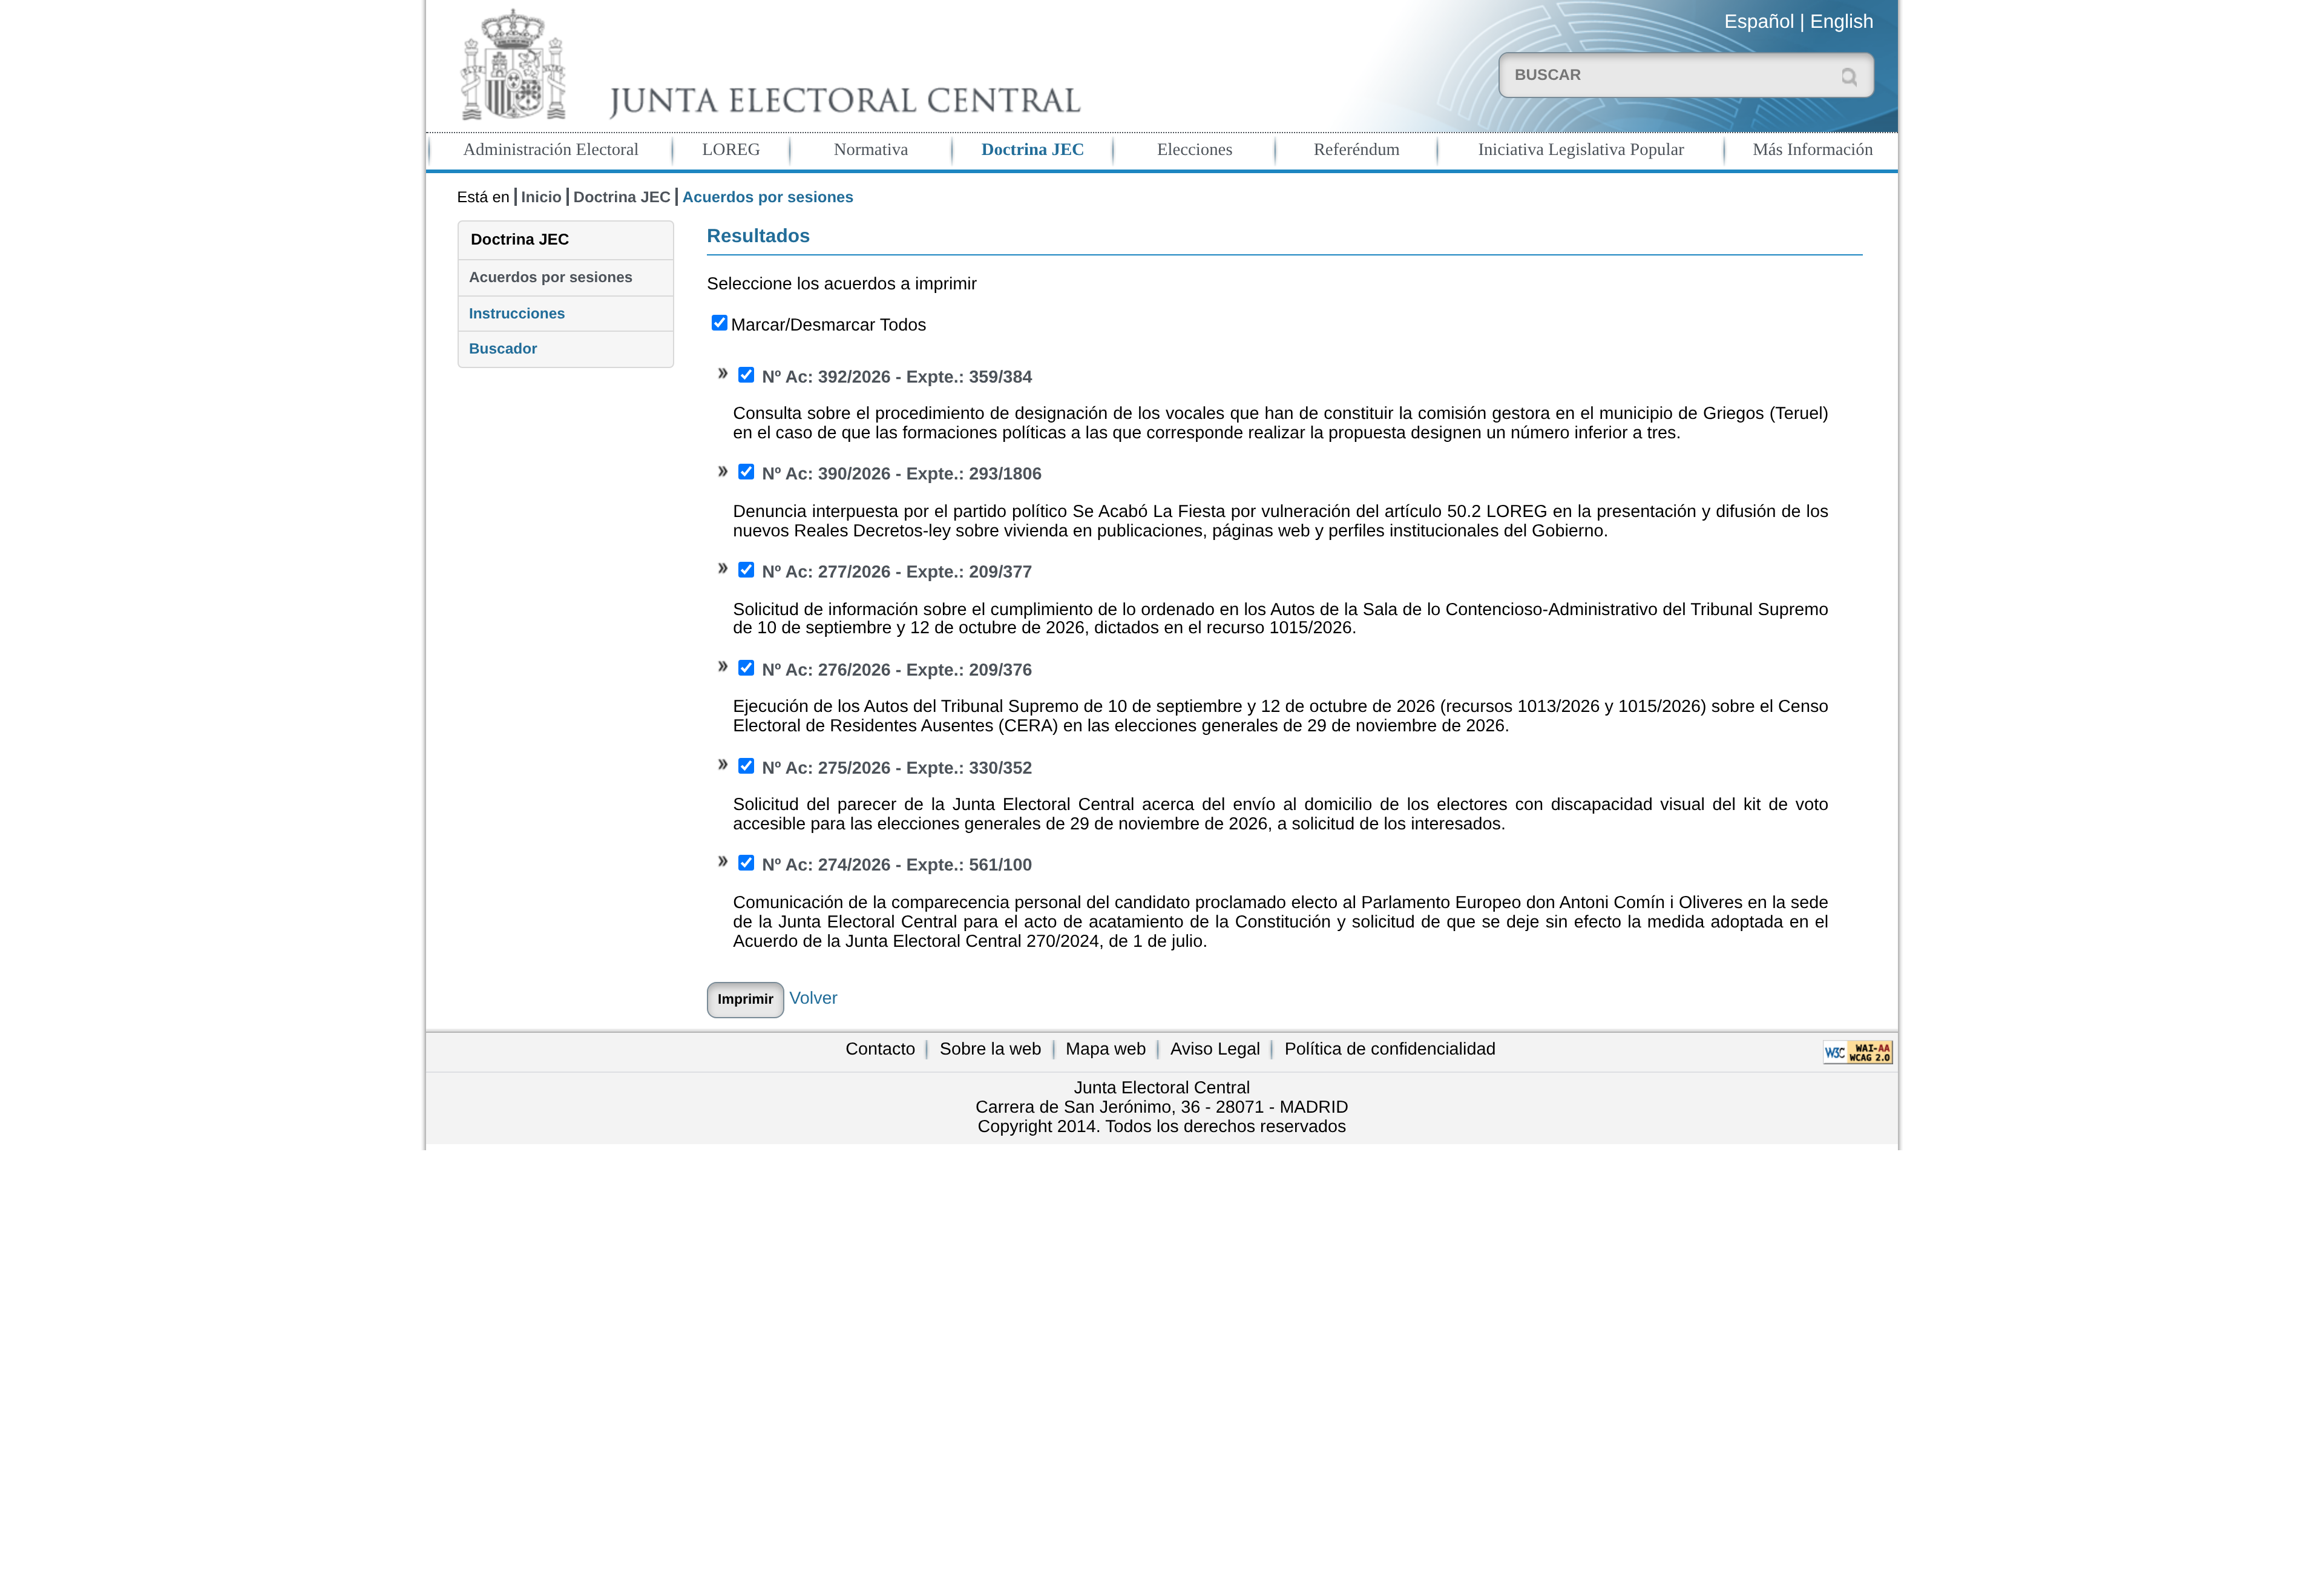 Español | English
BUSCAR
JUNTA ELECTORAL CENTRAL
Administración Electoral
LOREG
Normativa
Doctrina JEC
Elecciones
Referéndum
Iniciativa Legislativa Popular
Más Información
Está en | Inicio | Doctrina JEC | Acuerdos por sesiones
Doctrina JEC
Acuerdos por sesiones
Instrucciones
Buscador
Resultados
Seleccione los acuerdos a imprimir
Marcar/Desmarcar Todos
» Nº Ac: 392/2026 - Expte.: 359/384
Consulta sobre el procedimiento de designación de los vocales que han de constituir la comisión gestora en el municipio de Griegos (Teruel)
en el caso de que las formaciones políticas a las que corresponde realizar la propuesta designen un número inferior a tres.
» Nº Ac: 390/2026 - Expte.: 293/1806
Denuncia interpuesta por el partido político Se Acabó La Fiesta por vulneración del artículo 50.2 LOREG en la presentación y difusión de los
nuevos Reales Decretos-ley sobre vivienda en publicaciones, páginas web y perfiles institucionales del Gobierno.
» Nº Ac: 277/2026 - Expte.: 209/377
Solicitud de información sobre el cumplimiento de lo ordenado en los Autos de la Sala de lo Contencioso-Administrativo del Tribunal Supremo
de 10 de septiembre y 12 de octubre de 2026, dictados en el recurso 1015/2026.
» Nº Ac: 276/2026 - Expte.: 209/376
Ejecución de los Autos del Tribunal Supremo de 10 de septiembre y 12 de octubre de 2026 (recursos 1013/2026 y 1015/2026) sobre el Censo
Electoral de Residentes Ausentes (CERA) en las elecciones generales de 29 de noviembre de 2026.
» Nº Ac: 275/2026 - Expte.: 330/352
Solicitud del parecer de la Junta Electoral Central acerca del envío al domicilio de los electores con discapacidad visual del kit de voto
accesible para las elecciones generales de 29 de noviembre de 2026, a solicitud de los interesados.
» Nº Ac: 274/2026 - Expte.: 561/100
Comunicación de la comparecencia personal del candidato proclamado electo al Parlamento Europeo don Antoni Comín i Oliveres en la sede
de la Junta Electoral Central para el acto de acatamiento de la Constitución y solicitud de que se deje sin efecto la medida adoptada en el
Acuerdo de la Junta Electoral Central 270/2024, de 1 de julio.
Imprimir Volver
Contacto
Sobre la web
Mapa web
Aviso Legal
Política de confidencialidad
W3C WAI-AA
WCAG 2.0
Junta Electoral Central
Carrera de San Jerónimo, 36 - 28071 - MADRID
Copyright 2014. Todos los derechos reservados